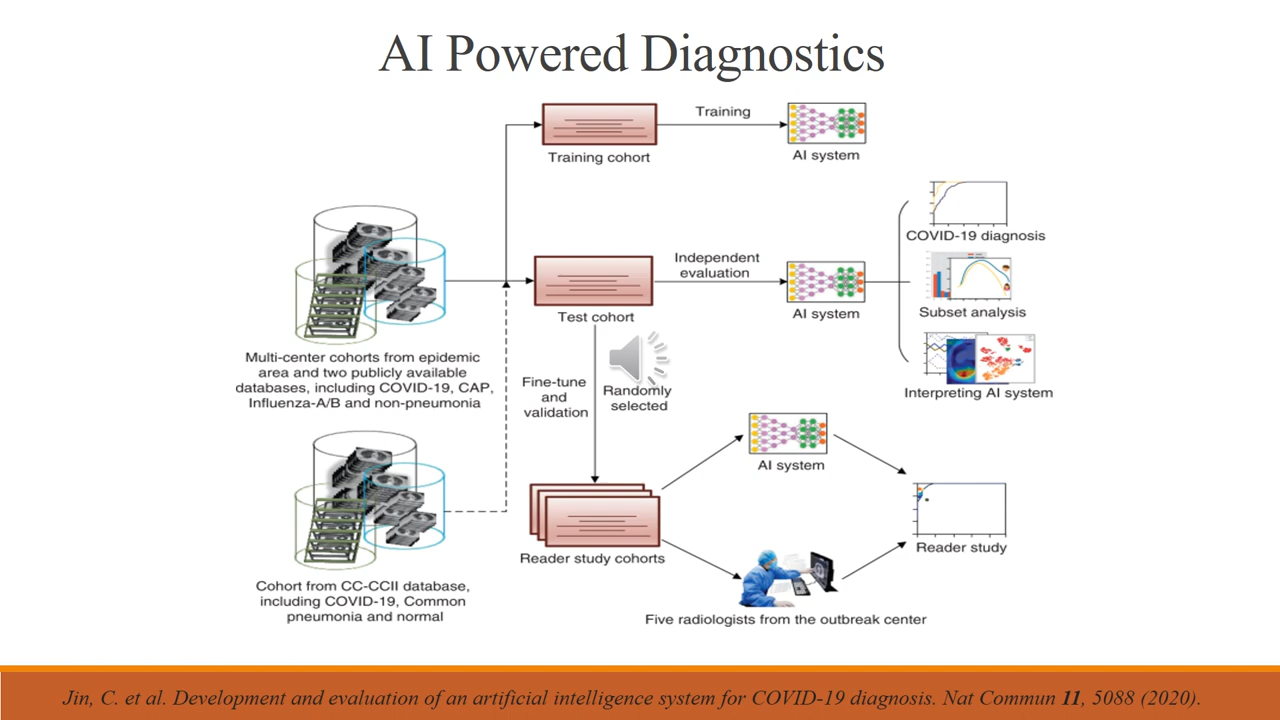 AI Powered Diagnostics
Training
Training cohort
AI system
COVID-19 diagnosis
Independent
evaluation
Test cohort
AI system
Subset analysis
Multi-center cohorts from epidemic
area and two publicly available
databases, including COVID-19, CAP,
Influenza-A/B and non-pneumonia
Fine-tune
and
validation
Randomly
selected
Interpreting AI system
AI system
Reader study cohorts
Reader study
Cohort from CC-CCII database,
including COVID-19, Common
pneumonia and normal
Five radiologists from the outbreak center
Jin, C. et al. Development and evaluation of an artificial intelligence system for COVID-19 diagnosis. Nat Commun 11, 5088 (2020).